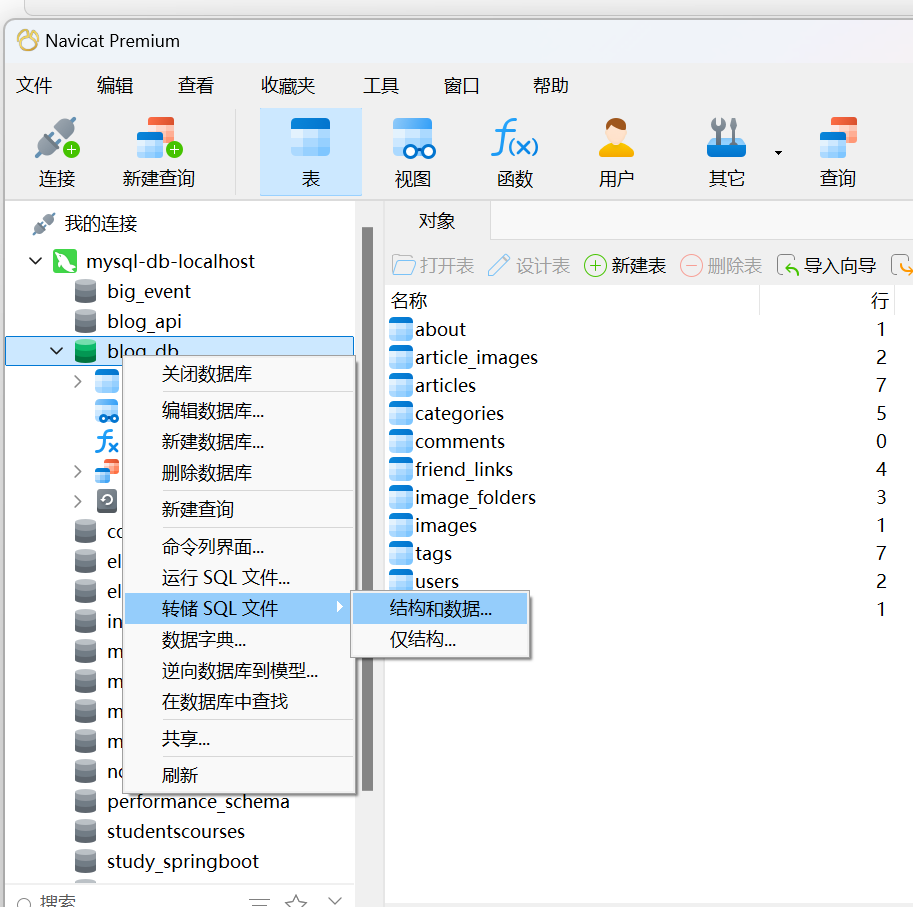 Navicat Premium
文件 编辑 查看 收藏夹 工具 窗口 帮助
连接 新建查询 表 视图 函数 用户 其它 查询
我的连接
mysql-db-localhost
big_event
blog_api
blog_db
performance_schema
studentscourses
study_springboot
搜索
关闭数据库
编辑数据库...
新建数据库...
删除数据库
新建查询
命令列界面...
运行 SQL 文件...
转储 SQL 文件
数据字典...
逆向数据库到模型...
在数据库中查找
共享...
刷新
结构和数据...
仅结构...
对象
打开表 设计表 新建表 删除表 导入向导
名称 行
about 1
article_images 2
articles 7
categories 5
comments 0
friend_links 4
image_folders 3
images 1
tags 7
users 2
1